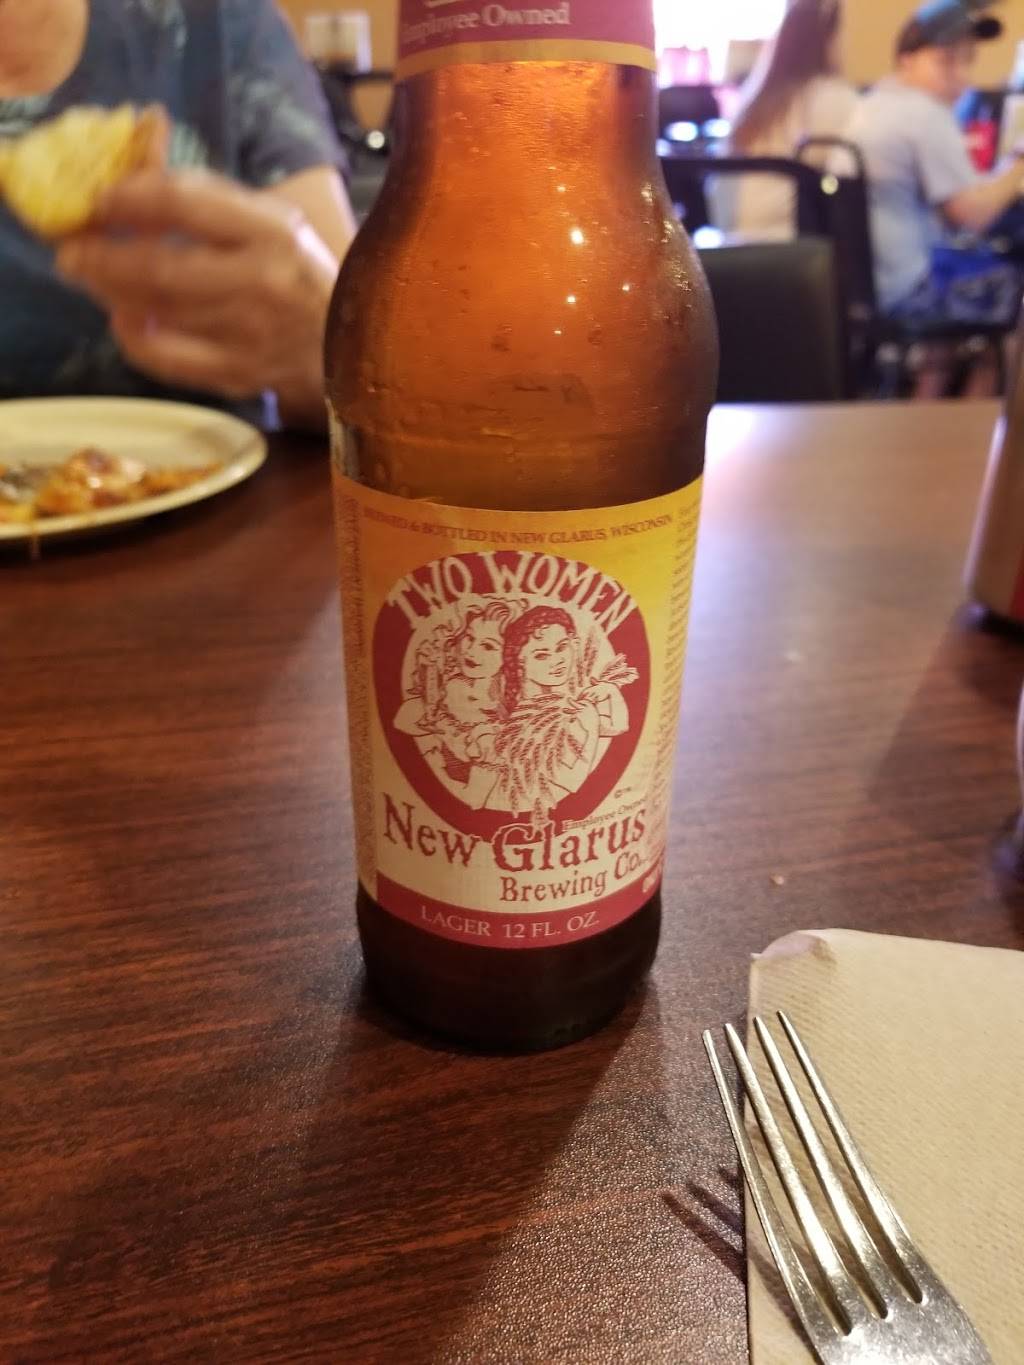 Employee Owned
BREWED & BOTTLED IN NEW GLARUS, WISCONSIN
TWO WOMEN
Employee Owned
New Glarus
Brewing Co.
LAGER 12 FL. OZ.